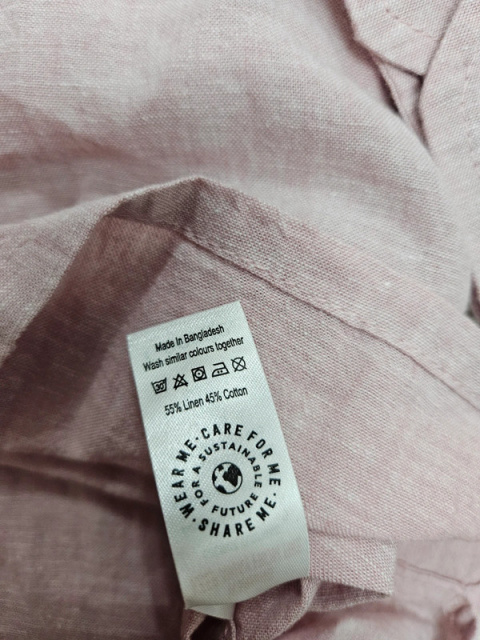 Made In Bangladesh
Wash similar colours together
30
55% Linen 45% Cotton
WEAR ME · CARE FOR ME · SHARE ME ·
FOR A SUSTAINABLE FUTURE